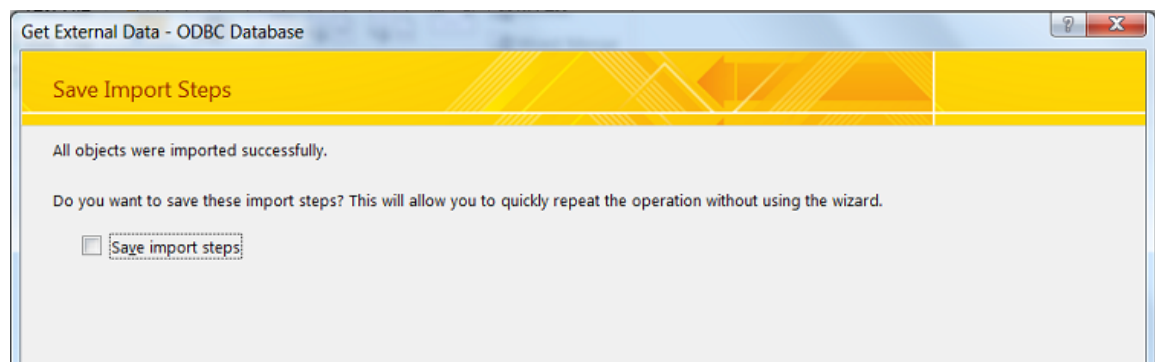 Get External Data - ODBC Database
Save Import Steps
All objects were imported successfully.
Do you want to save these import steps? This will allow you to quickly repeat the operation without using the wizard.
Save import steps